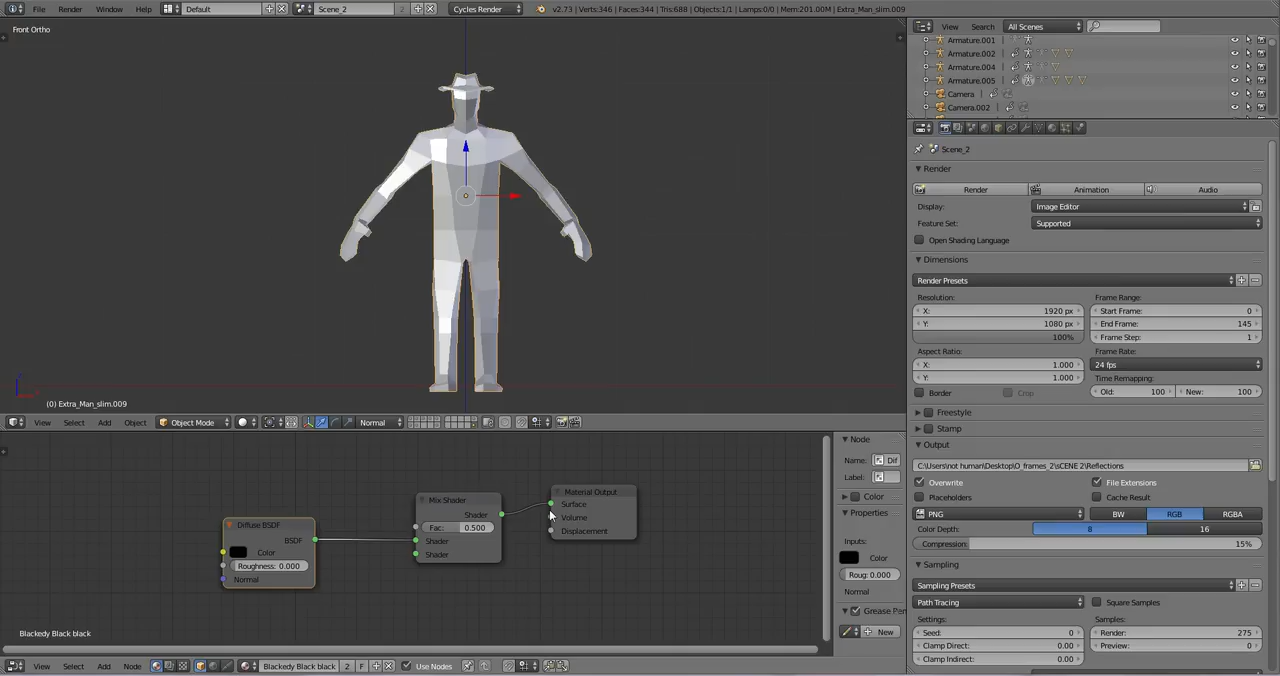 File Render Window Help Default Scene_2 2 Cycles Render v2.73 | Verts:346 | Faces:344 | Tris:688 | Objects:1/1 | Lamps:0/0 | Mem:201.00M | Extra_Man_slim.009
Front Ortho
View Search All Scenes
Armature.001
Armature.002
Armature.004
Armature.005
Camera
Camera.002
Scene_2
Render
Render Animation Audio
Display: Image Editor
Feature Set: Supported
Open Shading Language
Dimensions
Render Presets
Resolution: Frame Range:
X: 1920 px Start Frame: 0
Y: 1080 px End Frame: 145
100% Frame Step: 1
Aspect Ratio: Frame Rate:
X: 1.000 24 fps
Y: 1.000 Time Remapping:
Border Crop Old: 100 New: 100
Freestyle
Stamp
Output
C:\Users\not human\Desktop\O_frames_2\sCENE 2\Reflections
Overwrite File Extensions
Placeholders Cache Result
PNG BW RGB RGBA
Color Depth: 8 16
Compression: 15%
Sampling
Sampling Presets
Path Tracing Square Samples
Settings: Samples:
Seed: 0 Render: 275
Clamp Direct: 0.00 Preview: 0
Clamp Indirect: 0.00
(0) Extra_Man_slim.009
View Select Add Object Object Mode Normal
Diffuse BSDF
BSDF
Color
Roughness: 0.000
Normal
Mix Shader
Shader
Fac: 0.500
Shader
Shader
Material Output
Surface
Volume
Displacement
Node
Name: Dif
Label:
Color
Properties
Inputs:
Color
Roug: 0.000
Normal
Grease Pen
New
Blackedy Black black
View Select Add Node Blackedy Black black 2 F Use Nodes